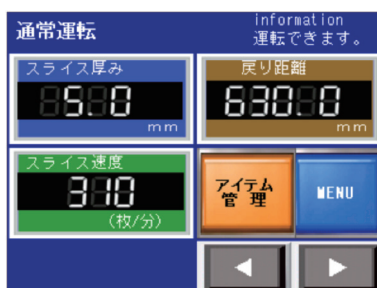 通常運転
information
運転できます。
スライス厚み
5.0
mm
戻り距離
630.0
mm
スライス速度
310
(枚/分)
アイテム
管理
MENU